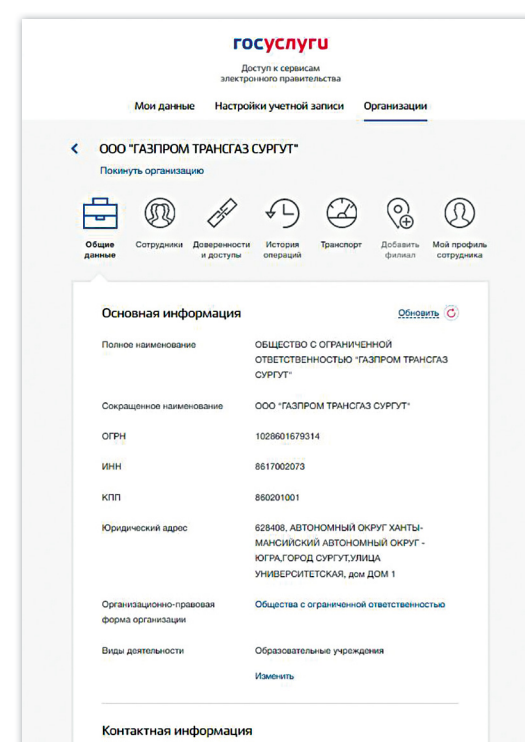 госуслуги
Доступ к сервисам
электронного правительства
Мои данные Настройки учетной записи Организации
ООО "ГАЗПРОМ ТРАНСГАЗ СУРГУТ"
Покинуть организацию
Общие данные
Сотрудники
Доверенности и доступы
История операций
Транспорт
Добавить филиал
Мой профиль сотрудника
Основная информация Обновить
Полное наименование ОБЩЕСТВО С ОГРАНИЧЕННОЙ
ОТВЕТСТВЕННОСТЬЮ "ГАЗПРОМ ТРАНСГАЗ
СУРГУТ"
Сокращенное наименование ООО "ГАЗПРОМ ТРАНСГАЗ СУРГУТ"
ОГРН 1028601679314
ИНН 8617002073
КПП 860201001
Юридический адрес 628408, АВТОНОМНЫЙ ОКРУГ ХАНТЫ-
МАНСИЙСКИЙ АВТОНОМНЫЙ ОКРУГ -
ЮГРА,ГОРОД СУРГУТ,УЛИЦА
УНИВЕРСИТЕТСКАЯ, дом ДОМ 1
Организационно-правовая Общества с ограниченной ответственностью
форма организации
Виды деятельности Образовательные учреждения
Изменить
Контактная информация